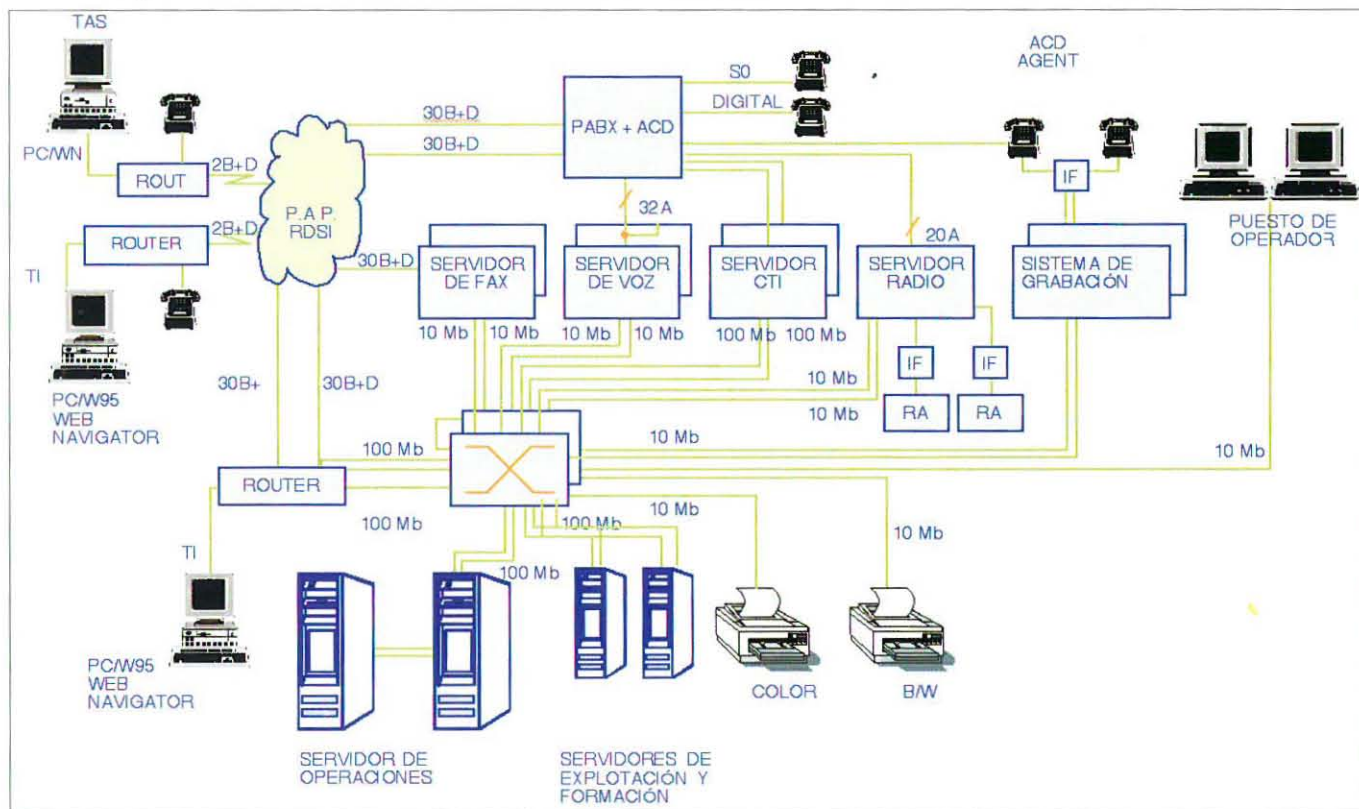 TAS
PC/WN
ROUT
2B+D
ROUTER
2B+D
TI
PC/W95
WEB
NAVIGATOR
P.A.P.
RDSI
30B+D
30B+D
30B+D
30B+
30B+D
PABX + ACD
S0
DIGITAL
ACD
AGENT
IF
PUESTO DE
OPERADOR
32A
20A
SERVIDOR
DE FAX
SERVIDOR
DE VOZ
SERVIDOR
CTI
SERVIDOR
RADIO
SISTEMA DE
GRABACIÓN
10 Mb
10 Mb
10 Mb
10 Mb
100 Mb
100 Mb
IF
IF
RA
RA
10 Mb
10 Mb
10 Mb
10 Mb
10 Mb
100 Mb
ROUTER
100 Mb
100 Mb
10 Mb
10 Mb
100 Mb
TI
PC/W95
WEB
NAVIGATOR
SERVIDOR DE
OPERACIONES
SERVIDORES DE
EXPLOTACIÓN Y
FORMACIÓN
COLOR
B/W